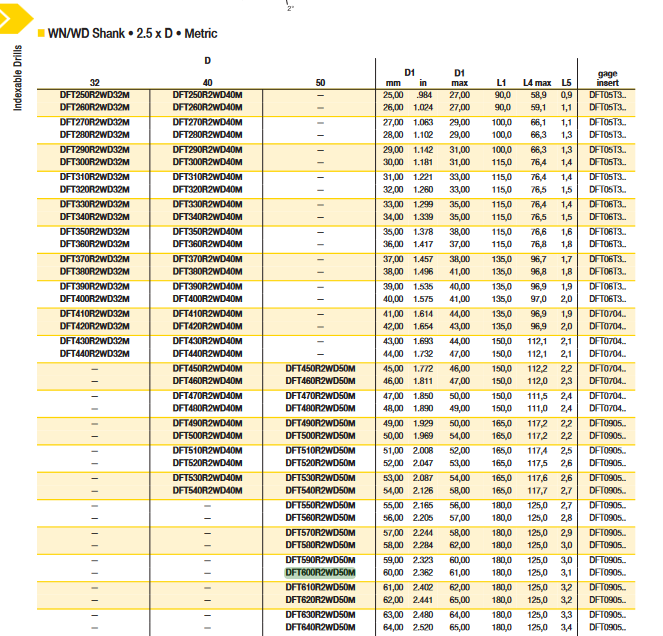 2"
WN/WD Shank • 2.5 x D • Metric
Indexable Drills
D
D1 D1 gage
32 40 50 mm in max L1 L4 max L5 insert
DFT250R2WD32M DFT250R2WD40M – 25,00 .984 27,00 90,0 58,9 0,9 DFT05T3..
DFT260R2WD32M DFT260R2WD40M – 26,00 1.024 27,00 90,0 59,1 1,1 DFT05T3..
DFT270R2WD32M DFT270R2WD40M – 27,00 1.063 29,00 100,0 66,1 1,1 DFT05T3..
DFT280R2WD32M DFT280R2WD40M – 28,00 1.102 29,00 100,0 66,3 1,3 DFT05T3..
DFT290R2WD32M DFT290R2WD40M – 29,00 1.142 31,00 100,0 66,3 1,3 DFT05T3..
DFT300R2WD32M DFT300R2WD40M – 30,00 1.181 31,00 115,0 76,4 1,4 DFT05T3..
DFT310R2WD32M DFT310R2WD40M – 31,00 1.221 33,00 115,0 76,4 1,4 DFT05T3..
DFT320R2WD32M DFT320R2WD40M – 32,00 1.260 33,00 115,0 76,5 1,5 DFT05T3..
DFT330R2WD32M DFT330R2WD40M – 33,00 1.299 35,00 115,0 76,4 1,4 DFT06T3..
DFT340R2WD32M DFT340R2WD40M – 34,00 1.339 35,00 115,0 76,5 1,5 DFT06T3..
DFT350R2WD32M DFT350R2WD40M – 35,00 1.378 38,00 115,0 76,6 1,6 DFT06T3..
DFT360R2WD32M DFT360R2WD40M – 36,00 1.417 37,00 115,0 76,8 1,8 DFT06T3..
DFT370R2WD32M DFT370R2WD40M – 37,00 1.457 38,00 135,0 96,7 1,7 DFT06T3..
DFT380R2WD32M DFT380R2WD40M – 38,00 1.496 41,00 135,0 96,8 1,8 DFT06T3..
DFT390R2WD32M DFT390R2WD40M – 39,00 1.535 40,00 135,0 96,9 1,9 DFT06T3..
DFT400R2WD32M DFT400R2WD40M – 40,00 1.575 41,00 135,0 97,0 2,0 DFT06T3..
DFT410R2WD32M DFT410R2WD40M – 41,00 1.614 44,00 135,0 96,9 1,9 DFT0704..
DFT420R2WD32M DFT420R2WD40M – 42,00 1.654 43,00 135,0 96,9 2,0 DFT0704..
DFT430R2WD32M DFT430R2WD40M – 43,00 1.693 44,00 150,0 112,1 2,1 DFT0704..
DFT440R2WD32M DFT440R2WD40M – 44,00 1.732 47,00 150,0 112,1 2,1 DFT0704..
– DFT450R2WD40M DFT450R2WD50M 45,00 1.772 46,00 150,0 112,2 2,2 DFT0704..
– DFT460R2WD40M DFT460R2WD50M 46,00 1.811 47,00 150,0 112,0 2,3 DFT0704..
– DFT470R2WD40M DFT470R2WD50M 47,00 1.850 50,00 150,0 111,5 2,4 DFT0704..
– DFT480R2WD40M DFT480R2WD50M 48,00 1.890 49,00 150,0 111,0 2,4 DFT0704..
– DFT490R2WD40M DFT490R2WD50M 49,00 1.929 50,00 165,0 117,2 2,2 DFT0905..
– DFT500R2WD40M DFT500R2WD50M 50,00 1.969 54,00 165,0 117,2 2,2 DFT0905..
– DFT510R2WD40M DFT510R2WD50M 51,00 2.008 52,00 165,0 117,4 2,5 DFT0905..
– DFT520R2WD40M DFT520R2WD50M 52,00 2.047 53,00 165,0 117,5 2,6 DFT0905..
– DFT530R2WD40M DFT530R2WD50M 53,00 2.087 54,00 165,0 117,6 2,6 DFT0905..
– DFT540R2WD40M DFT540R2WD50M 54,00 2.126 58,00 165,0 117,7 2,7 DFT0905..
– – DFT550R2WD50M 55,00 2.165 56,00 180,0 125,0 2,7 DFT0905..
– – DFT560R2WD50M 56,00 2.205 57,00 180,0 125,0 2,8 DFT0905..
– – DFT570R2WD50M 57,00 2.244 58,00 180,0 125,0 2,9 DFT0905..
– – DFT580R2WD50M 58,00 2.284 62,00 180,0 125,0 3,0 DFT0905..
– – DFT590R2WD50M 59,00 2.323 60,00 180,0 125,0 3,0 DFT0905..
– – DFT600R2WD50M 60,00 2.362 61,00 180,0 125,0 3,1 DFT0905..
– – DFT610R2WD50M 61,00 2.402 62,00 180,0 125,0 3,2 DFT0905..
– – DFT620R2WD50M 62,00 2.441 65,00 180,0 125,0 3,2 DFT0905..
– – DFT630R2WD50M 63,00 2.480 64,00 180,0 125,0 3,3 DFT0905..
– – DFT640R2WD50M 64,00 2.520 65,00 180,0 125,0 3,4 DFT0905..